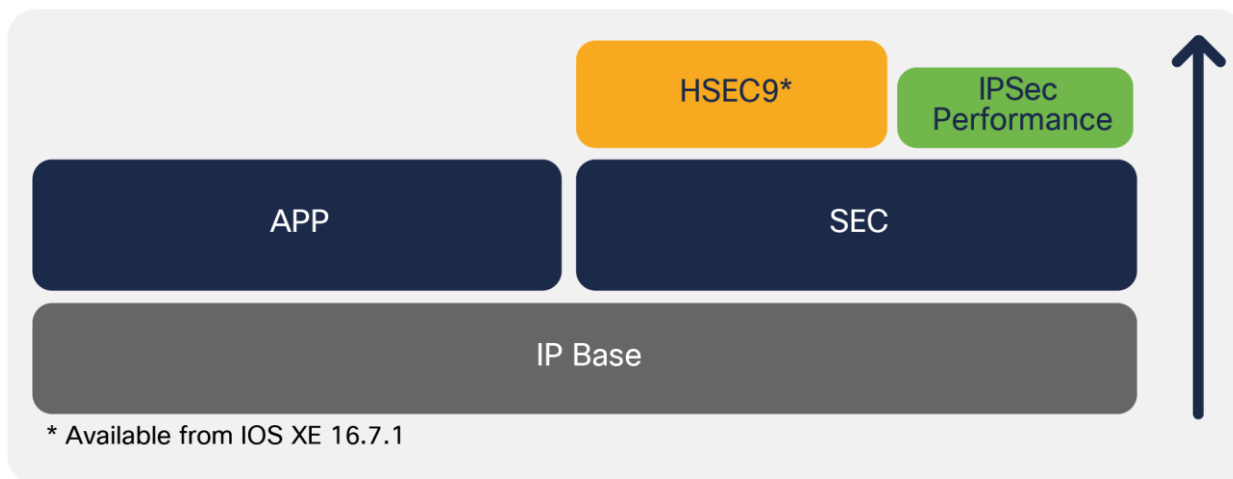 HSEC9*
IPSec
Performance
APP
SEC
IP Base
* Available from IOS XE 16.7.1